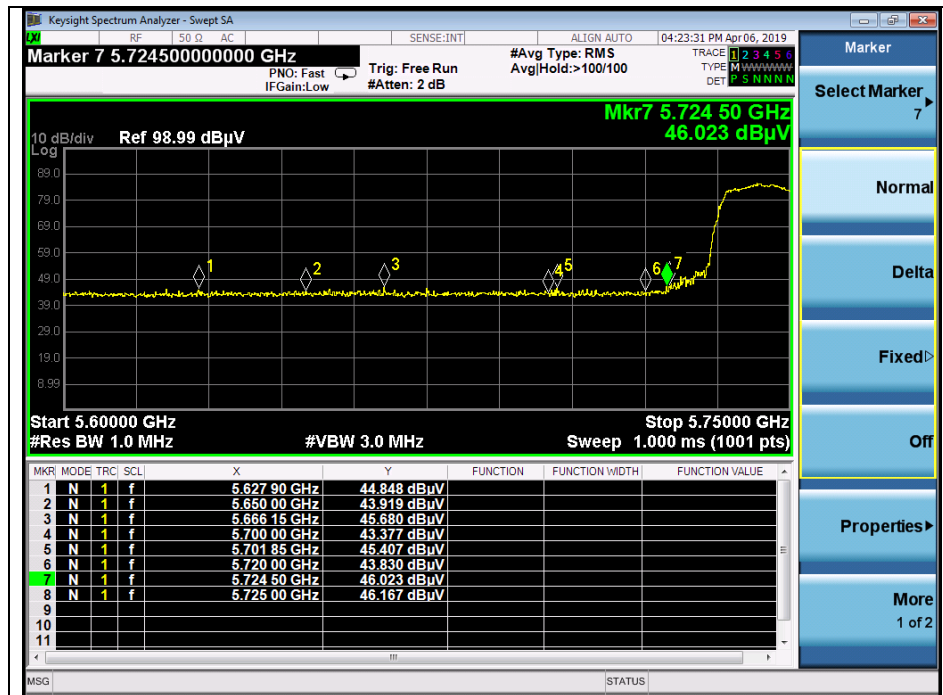 Keysight Spectrum Analyzer - Swept SA
LXI RF 50 Ω AC SENSE:INT ALIGN AUTO 04:23:31 PM Apr 06, 2019
Marker 7 5.724500000000 GHz
PNO: Fast
IFGain:Low
Trig: Free Run
#Atten: 2 dB
#Avg Type: RMS
Avg|Hold:>100/100
TRACE 1 2 3 4 5 6
TYPE M WWWWW
DET P S N N N N
Mkr7 5.724 50 GHz
46.023 dBµV
10 dB/div Ref 98.99 dBµV
Log
89.0
79.0
69.0
59.0
49.0
39.0
29.0
19.0
8.99
1 2 3 4 5 6 7
Start 5.60000 GHz Stop 5.75000 GHz
#Res BW 1.0 MHz #VBW 3.0 MHz Sweep 1.000 ms (1001 pts)
MKR MODE TRC SCL X Y FUNCTION FUNCTION WIDTH FUNCTION VALUE
1 N 1 f 5.627 90 GHz 44.848 dBµV
2 N 1 f 5.650 00 GHz 43.919 dBµV
3 N 1 f 5.666 15 GHz 45.680 dBµV
4 N 1 f 5.700 00 GHz 43.377 dBµV
5 N 1 f 5.701 85 GHz 45.407 dBµV
6 N 1 f 5.720 00 GHz 43.830 dBµV
7 N 1 f 5.724 50 GHz 46.023 dBµV
8 N 1 f 5.725 00 GHz 46.167 dBµV
9
10
11
MSG STATUS
Marker
Select Marker
7
Normal
Delta
Fixed
Off
Properties
More
1 of 2